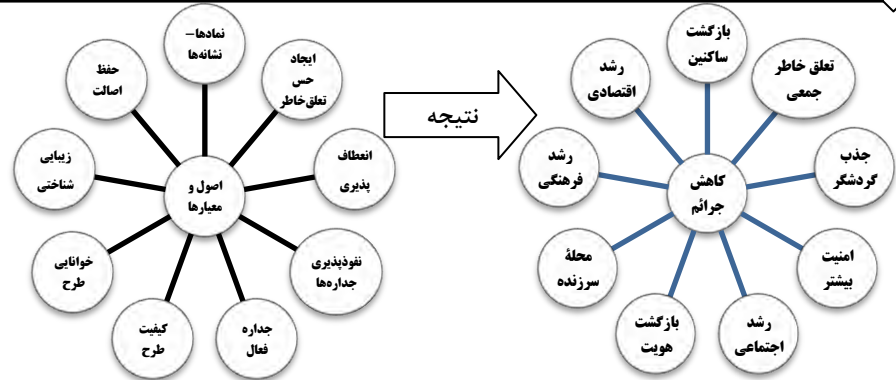 نمادها–
نشانه‌ها
ایجاد
حس
تعلق‌خاطر
انعطاف
پذیری
نفوذپذیری
جداره‌ها
جداره
فعال
کیفیت
طرح
خوانایی
طرح
زیبایی
شناختی
حفظ
اصالت
اصول و
معیارها
نتیجه
بازگشت
ساکنین
تعلق خاطر
جمعی
جذب
گردشگر
امنیت
بیشتر
رشد
اجتماعی
بازگشت
هویت
محلهٔ
سرزنده
رشد
فرهنگی
رشد
اقتصادی
کاهش
جرائم